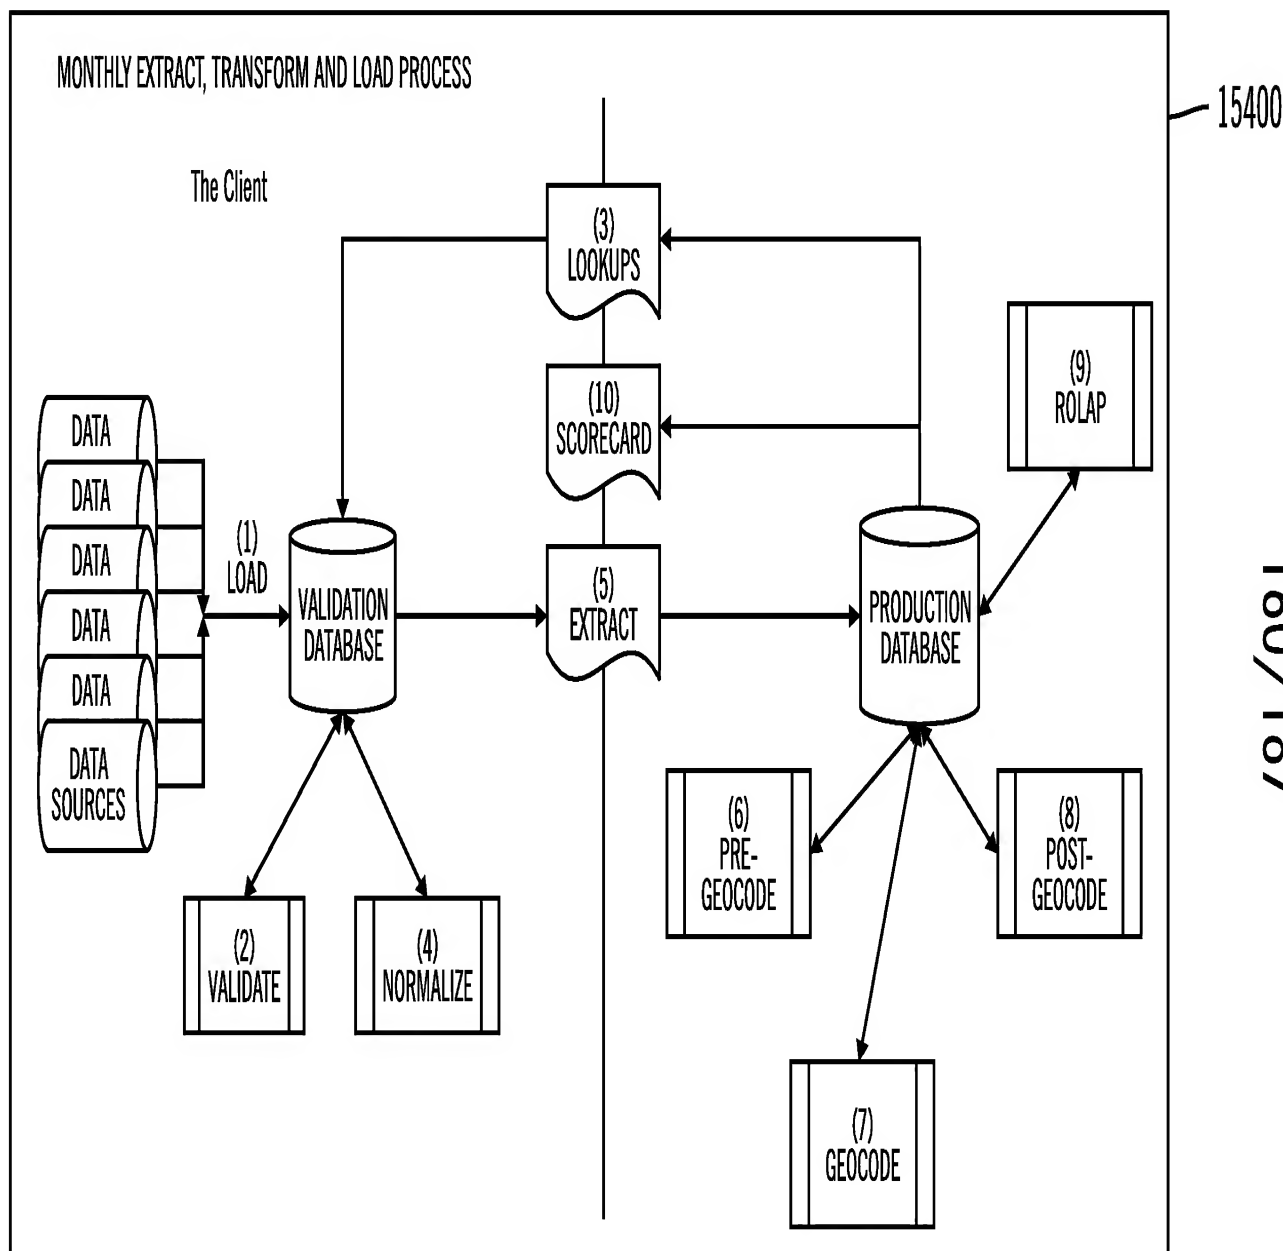 MONTHLY EXTRACT, TRANSFORM AND LOAD PROCESS
15400
The Client
(3)
LOOKUPS
(10)
SCORECARD
(9)
ROLAP
DATA
DATA
DATA
DATA
DATA
DATA
SOURCES
(1)
LOAD
VALIDATION
DATABASE
(5)
EXTRACT
PRODUCTION
DATABASE
(2)
VALIDATE
(4)
NORMALIZE
(6)
PRE-
GEOCODE
(8)
POST-
GEOCODE
(7)
GEOCODE
180/187